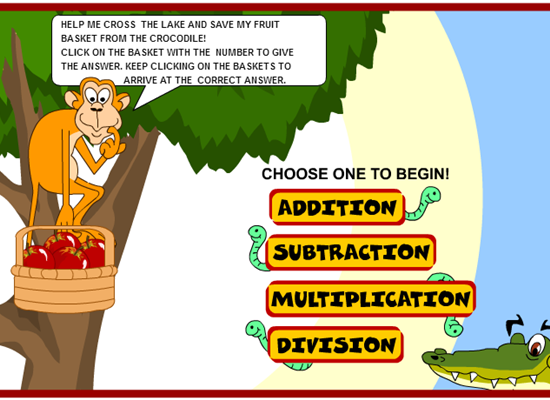 HELP ME CROSS THE LAKE AND SAVE MY FRUIT
BASKET FROM THE CROCODILE!
CLICK ON THE BASKET WITH THE NUMBER TO GIVE
THE ANSWER. KEEP CLICKING ON THE BASKETS TO
ARRIVE AT THE CORRECT ANSWER.
CHOOSE ONE TO BEGIN!
ADDITION
SUBTRACTION
MULTIPLICATION
DIVISION